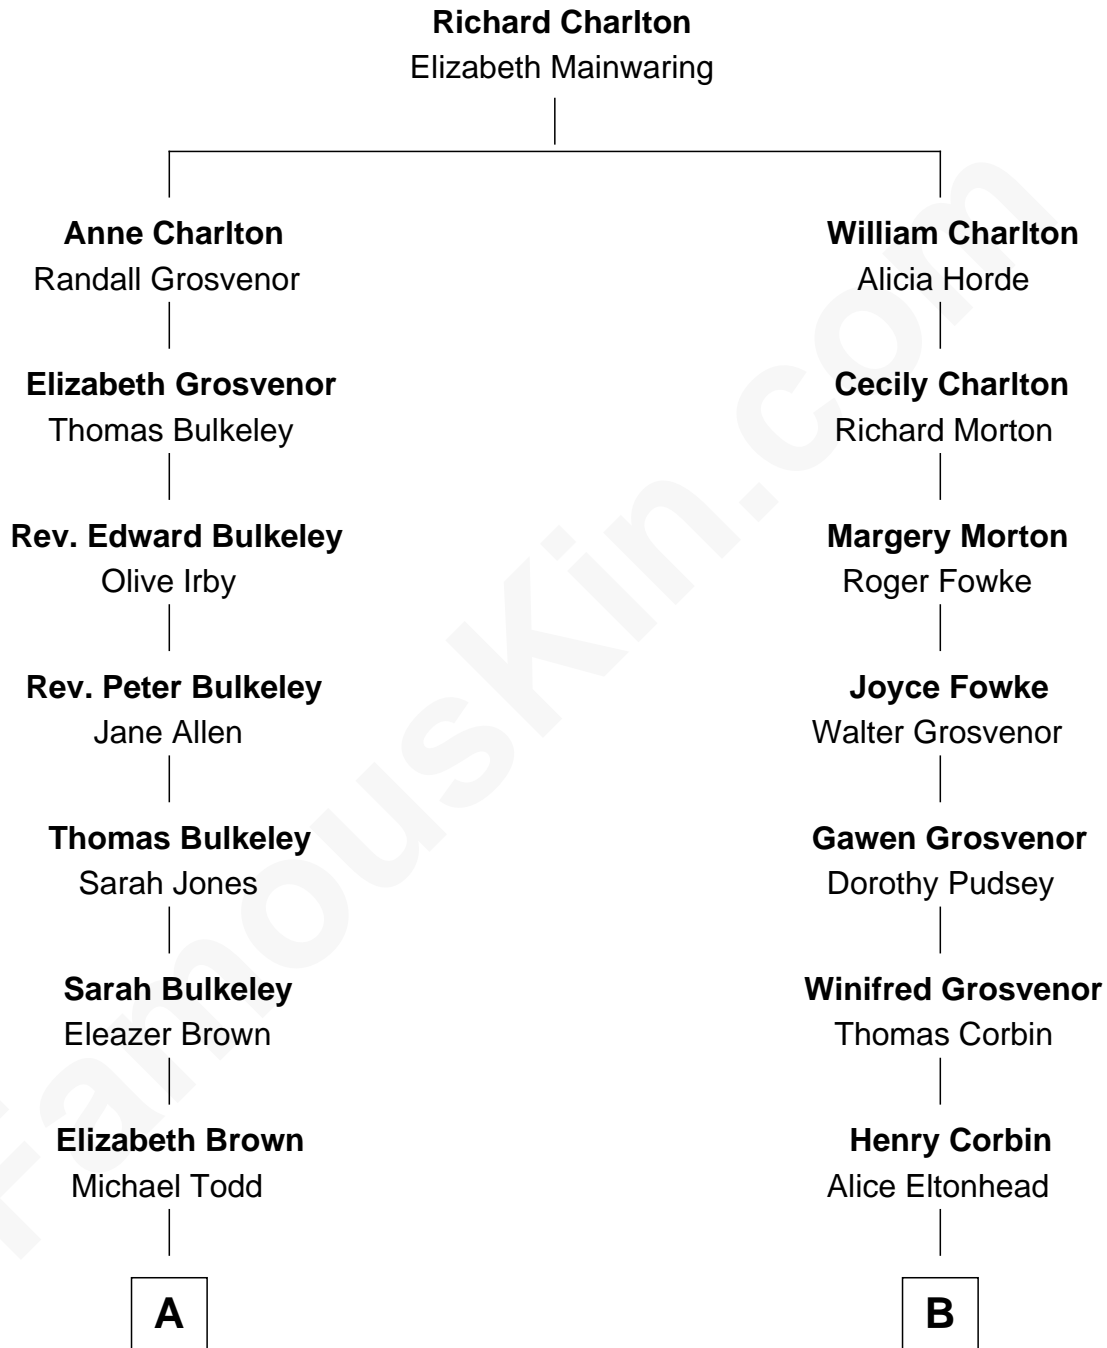 Richard Charlton
Elizabeth Mainwaring
Anne Charlton
Randall Grosvenor
William Charlton
Alicia Horde
Elizabeth Grosvenor
Thomas Bulkeley
Cecily Charlton
Richard Morton
Rev. Edward Bulkeley
Olive Irby
Margery Morton
Roger Fowke
Rev. Peter Bulkeley
Jane Allen
Joyce Fowke
Walter Grosvenor
Thomas Bulkeley
Sarah Jones
Gawen Grosvenor
Dorothy Pudsey
Sarah Bulkeley
Eleazer Brown
Winifred Grosvenor
Thomas Corbin
Elizabeth Brown
Michael Todd
Henry Corbin
Alice Eltonhead
A
B
FamousKin.com